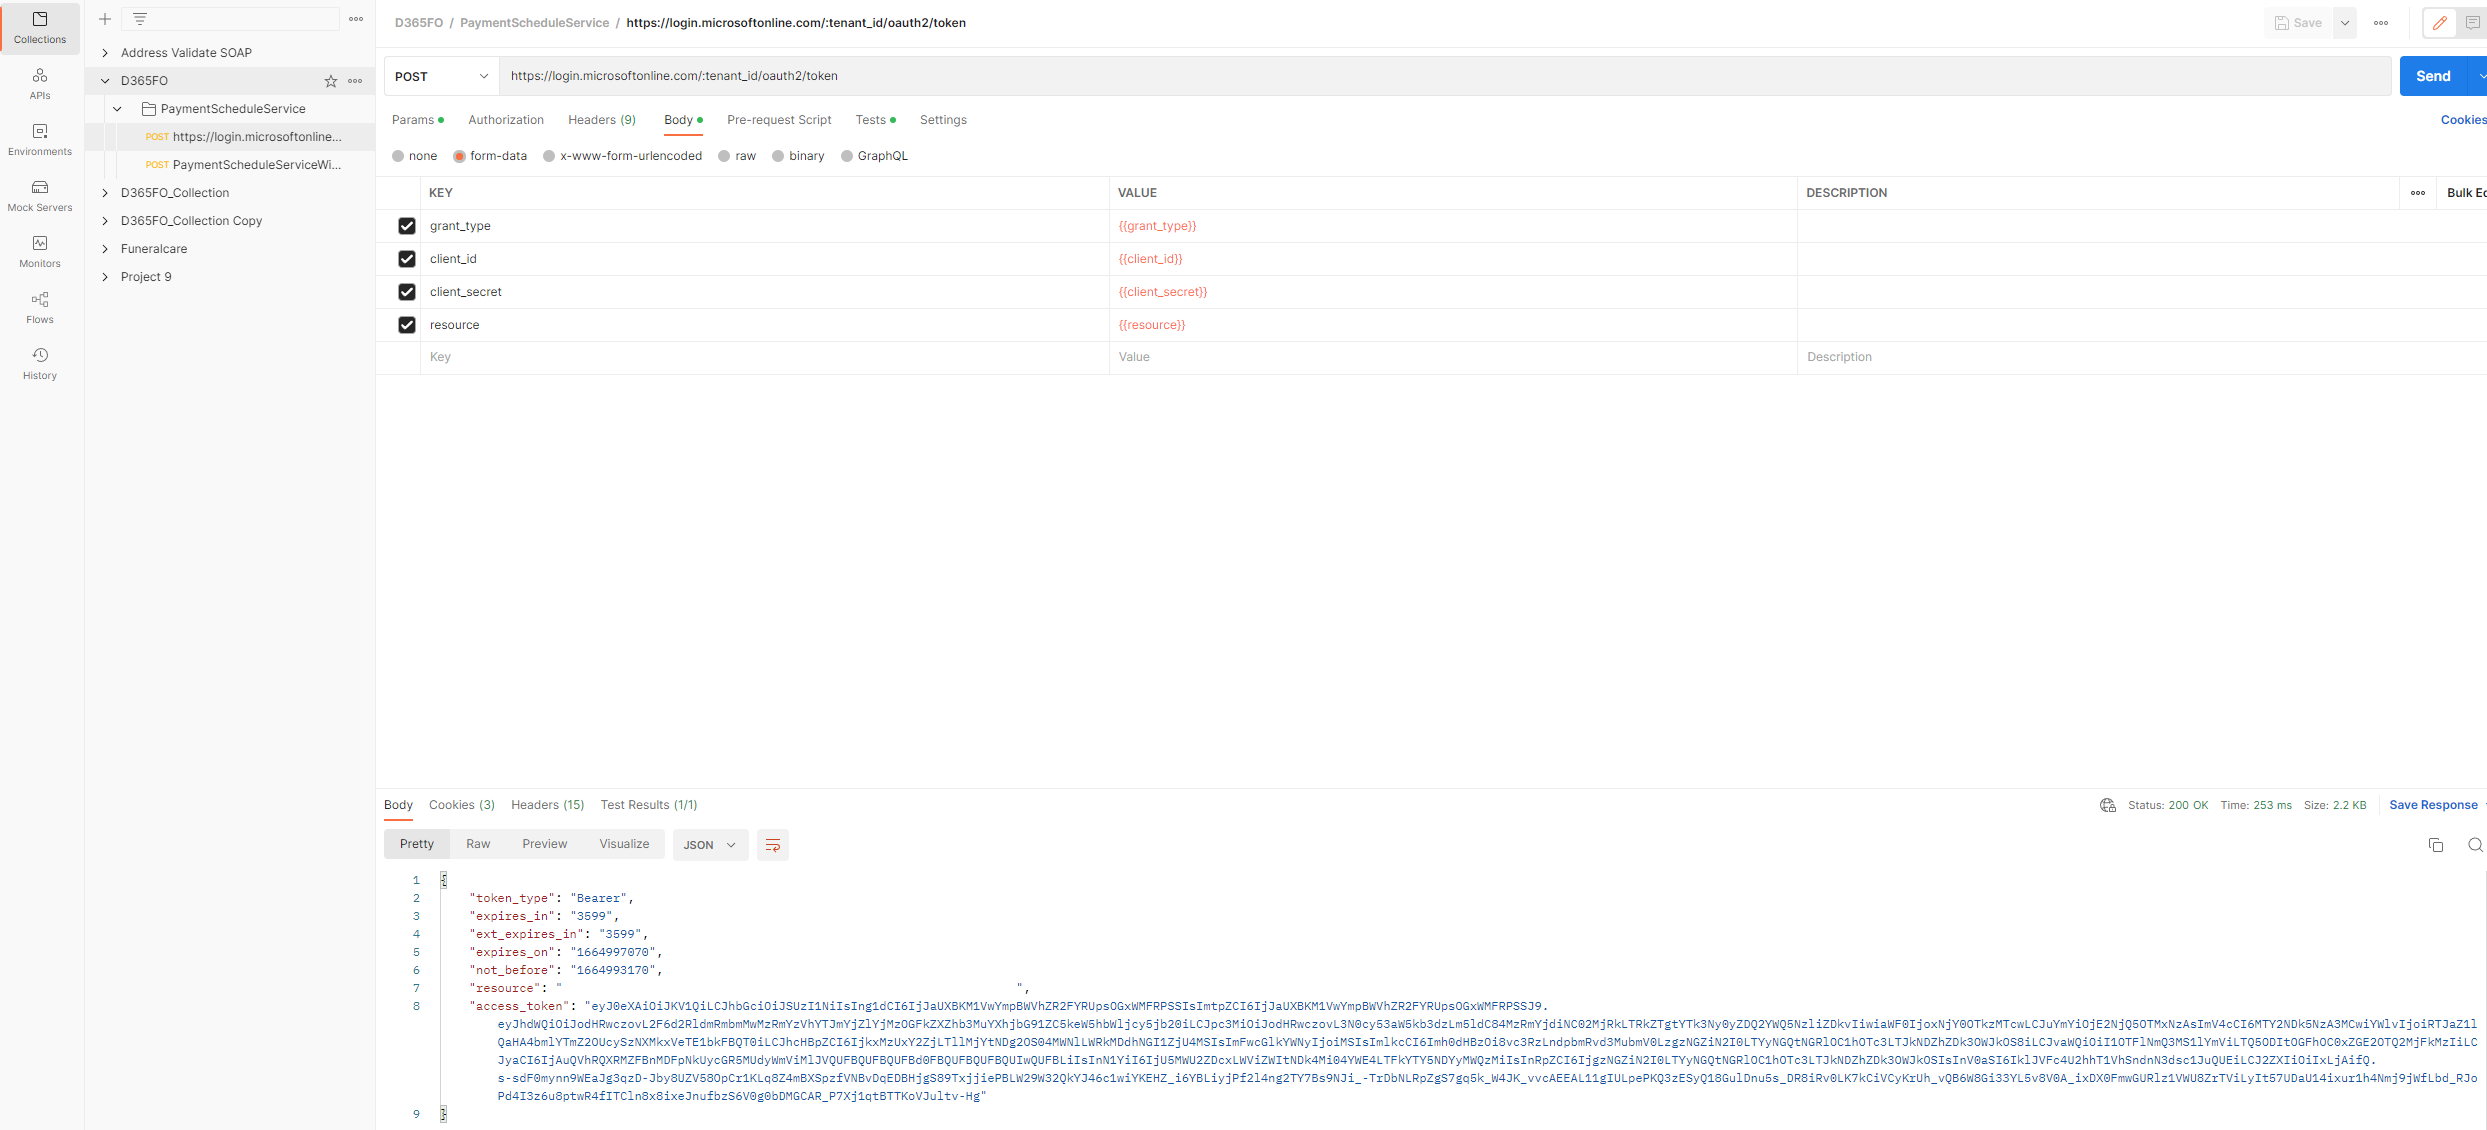 Collections
APIs
Environments
Mock Servers
Monitors
Flows
History
Address Validate SOAP
D365FO
PaymentScheduleService
POST https://login.microsoftonline...
POST PaymentScheduleServiceWi...
D365FO_Collection
D365FO_Collection Copy
Funeralcare
Project 9
D365FO / PaymentScheduleService / https://login.microsoftonline.com/:tenant_id/oauth2/token
Save
POST https://login.microsoftonline.com/:tenant_id/oauth2/token Send
Params Authorization Headers (9) Body Pre-request Script Tests Settings Cookies
none form-data x-www-form-urlencoded raw binary GraphQL
KEY VALUE DESCRIPTION Bulk Ed
grant_type {{grant_type}}
client_id {{client_id}}
client_secret {{client_secret}}
resource {{resource}}
Key Value Description
Body Cookies (3) Headers (15) Test Results (1/1) Status: 200 OK Time: 253 ms Size: 2.2 KB Save Response
Pretty Raw Preview Visualize JSON
1 {
2 "token_type": "Bearer",
3 "expires_in": "3599",
4 "ext_expires_in": "3599",
5 "expires_on": "1664997070",
6 "not_before": "1664993170",
7 "resource": " ",
8 "access_token":
9 }